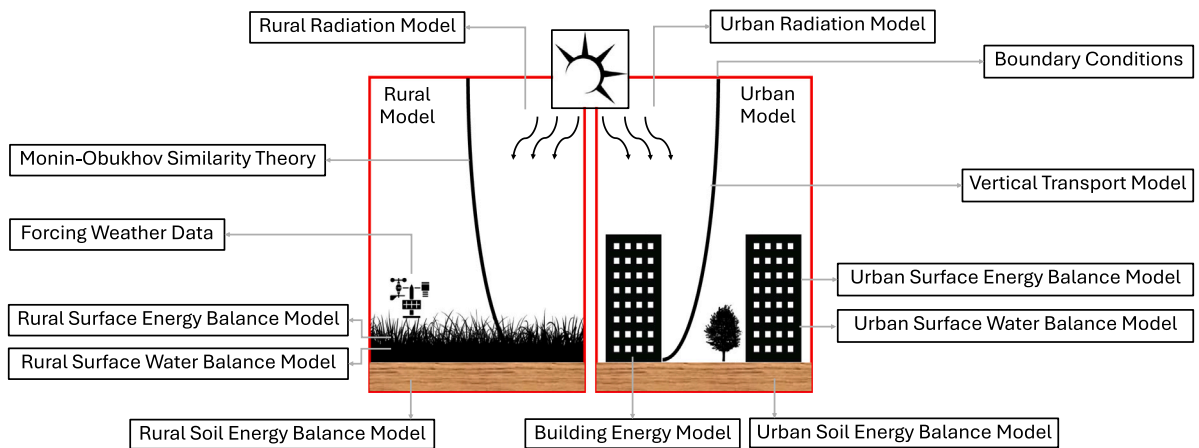 Rural Radiation Model
Urban Radiation Model
Boundary Conditions
Rural
Model
Urban
Model
Monin-Obukhov Similarity Theory
Vertical Transport Model
Forcing Weather Data
Urban Surface Energy Balance Model
Rural Surface Energy Balance Model
Urban Surface Water Balance Model
Rural Surface Water Balance Model
Rural Soil Energy Balance Model
Building Energy Model
Urban Soil Energy Balance Model